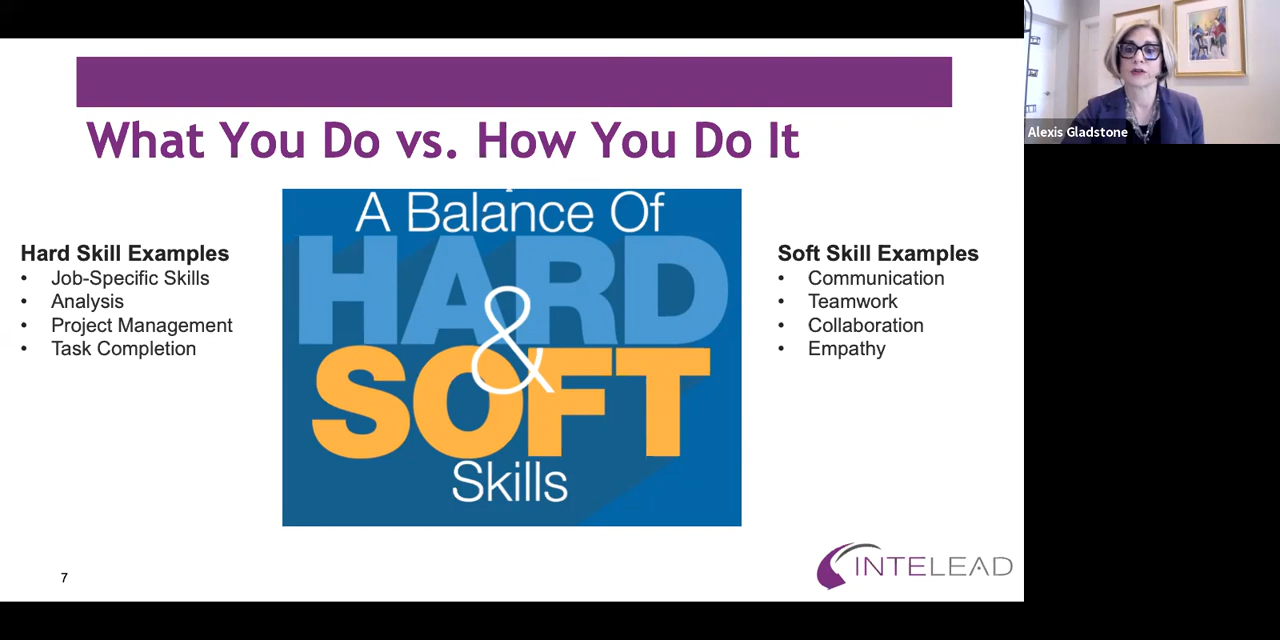 What You Do vs. How You Do It
Hard Skill Examples
• Job-Specific Skills
• Analysis
• Project Management
• Task Completion
A Balance Of
HARD
&
SOFT
Skills
Soft Skill Examples
• Communication
• Teamwork
• Collaboration
• Empathy
7
INTELEAD
Alexis Gladstone